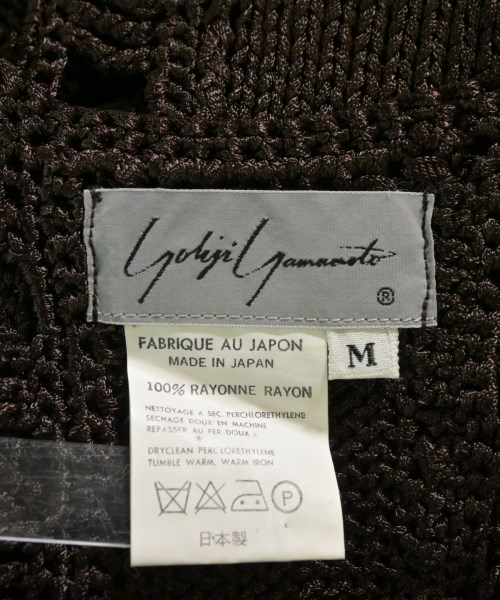 Yohji Yamamoto
®
M
FABRIQUE AU JAPON
MADE IN JAPAN
100% RAYONNE RAYON
NETTOYAGE A SEC. PERCHLORETHYLENE
SECHAGE DOUX EN MACHINE
REPASSER AU FER DOUX
DRYCLEAN PERCLORETHYLENE
TUMBLE WARM. WARM IRON
P
日本製